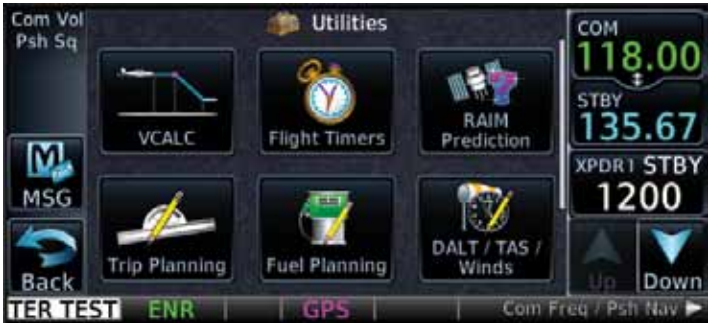 Com Vol
Psh Sq
Utilities
COM
118.00
STBY
135.67
VCALC
Flight Timers
RAIM
Prediction
MSG
XPDR1 STBY
1200
Trip Planning
Fuel Planning
DALT / TAS /
Winds
Back
Up
Down
TER TEST
ENR
GPS
Com Freq / Psh Nav